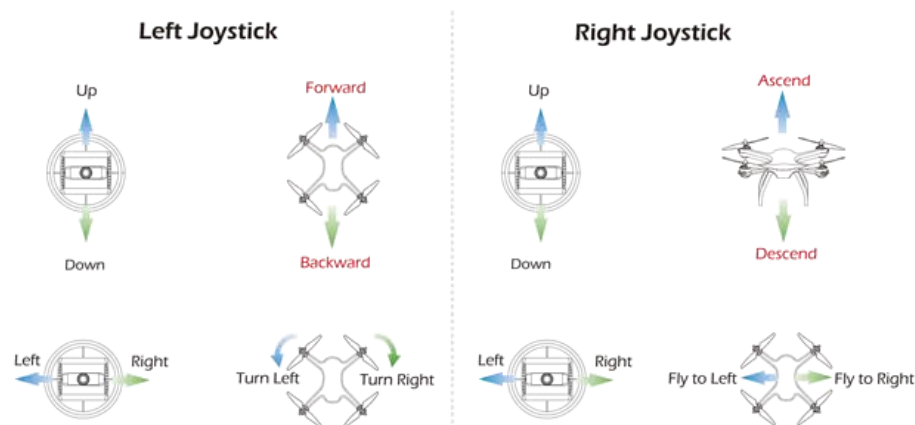 Left Joystick
Up
Forward
Down
Backward
Left
Right
Turn Left
Turn Right
Right Joystick
Up
Ascend
Down
Descend
Left
Right
Fly to Left
Fly to Right